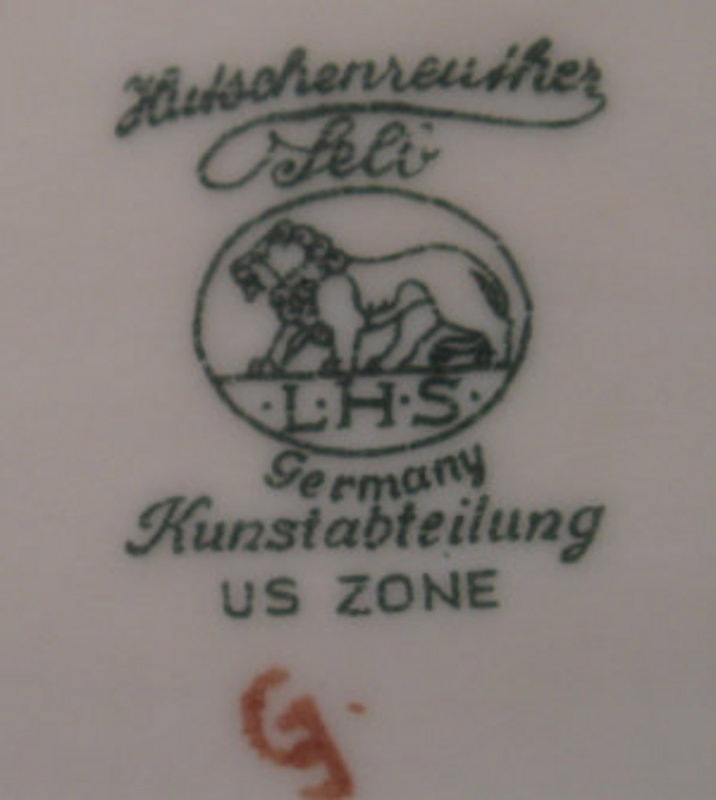 Hutschenreuther
Selb
L·H·S
Germany
Kunstabteilung
US ZONE
G.